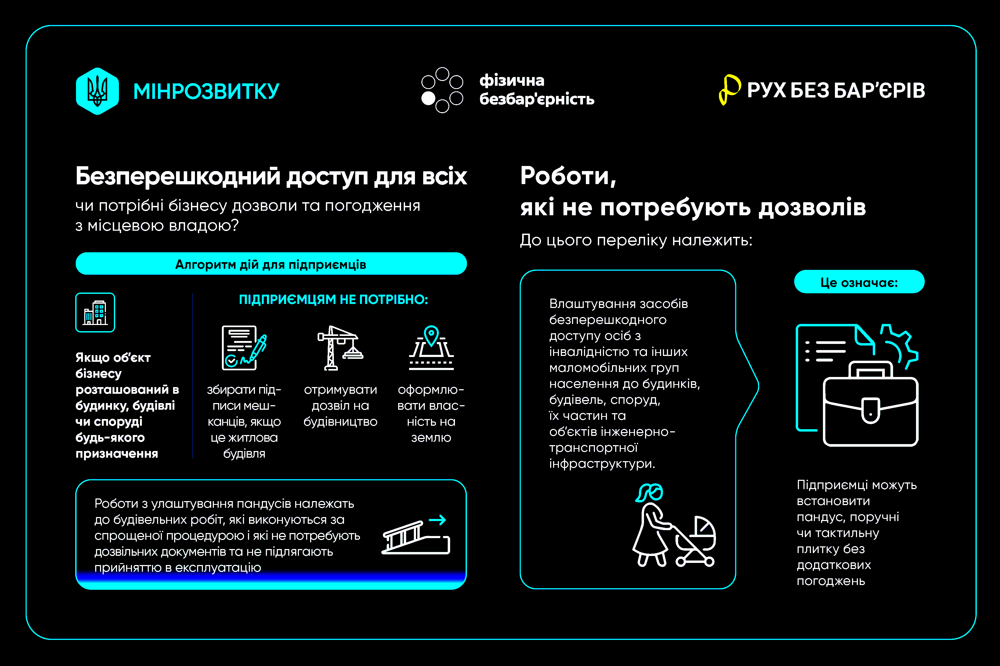 МІНРОЗВИТКУ
фізична
безбар'єрність
РУХ БЕЗ БАР’ЄРІВ
Безперешкодний доступ для всіх
чи потрібні бізнесу дозволи та погодження
з місцевою владою?
Алгоритм дій для підприємців
Якщо об’єкт
бізнесу
розташований в
будинку, будівлі
чи споруді
будь-якого
призначення
ПІДПРИЄМЦЯМ НЕ ПОТРІБНО:
збирати під-
писи меш-
канців, якщо
це житлова
будівля
отримувати
дозвіл на
будівництво
оформлю-
вати влас-
ність на
землю
Роботи з улаштування пандусів належать
до будівельних робіт, які виконуються за
спрощеної процедурою і які не потребують
дозвільних документів та не підлягають
прийняттю в експлуатацію
Роботи,
які не потребують дозволів
До цього переліку належить:
Влаштування засобів
безперешкодного
доступу осіб з
інвалідністю та інших
маломобільних груп
населення до будинків,
будівель, споруд,
їх частин та
об’єктів інженерно-
транспортної
інфраструктури.
Це означає:
Підприємці можуть
встановити
пандус, поручні
чи тактильну
плитку без
додаткових
погоджень